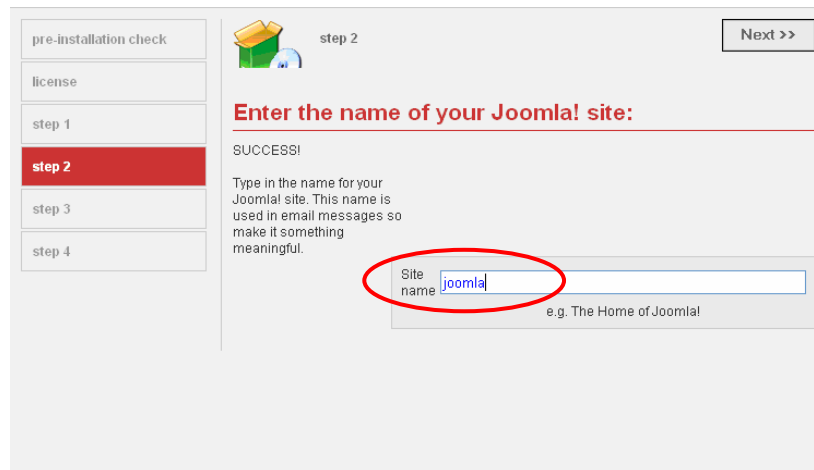 pre-installation check
license
step 1
step 2
step 3
step 4
step 2
Next >>
Enter the name of your Joomla! site:
SUCCESS!
Type in the name for your
Joomla! site. This name is
used in email messages so
make it something
meaningful.
Site
name
joomla
e.g. The Home of Joomla!